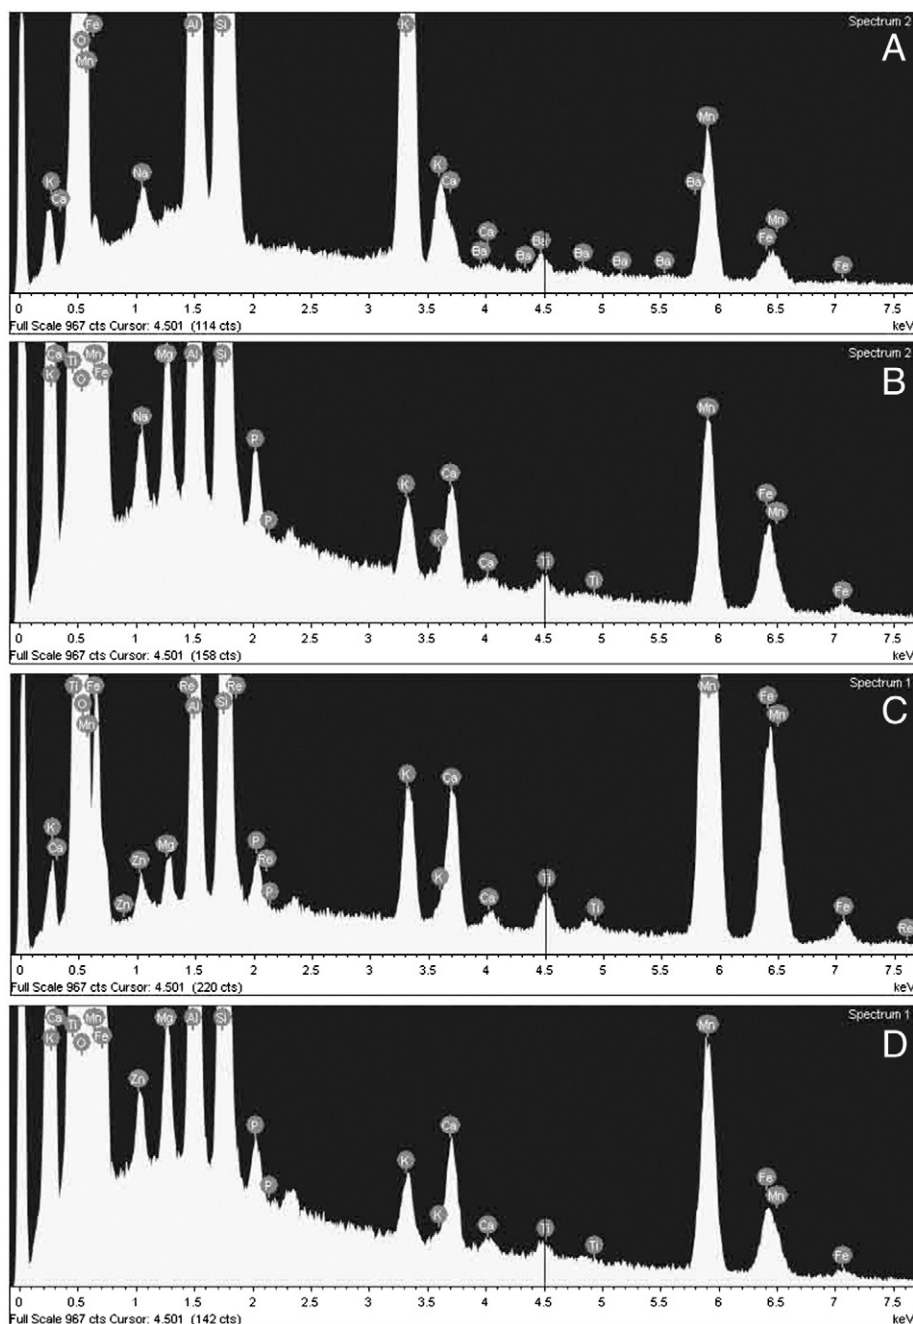 Spectrum 2
A
Fe
O
Mn
Al
Si
K
Mn
K
Ca
Na
K
Ca
Ba
Ca
Ba
Ba
Ba
Ba
Ba
Ba
Mn
Fe
Fe
0 0.5 1 1.5 2 2.5 3 3.5 4 4.5 5 5.5 6 6.5 7 7.5
Full Scale 967 cts Cursor: 4.501 (114 cts) keV
Spectrum 2
B
Ca
Ti
Mn
Mg
Al
Si
K
O
Fe
Na
P
P
K
Ca
K
Ca
Ti
Ti
Mn
Fe
Mn
Fe
0 0.5 1 1.5 2 2.5 3 3.5 4 4.5 5 5.5 6 6.5 7 7.5
Full Scale 967 cts Cursor: 4.501 (158 cts) keV
Spectrum 1
C
Ti
Fe
Re
Re
Mn
Fe
O
Al
Si
Mn
Mn
K
Ca
Zn
Mg
Zn
P
Re
P
K
Ca
K
Ca
Ti
Ti
Fe
Re
0 0.5 1 1.5 2 2.5 3 3.5 4 4.5 5 5.5 6 6.5 7 7.5
Full Scale 967 cts Cursor: 4.501 (220 cts) keV
Spectrum 1
D
Ca
Ti
Mn
Mg
Al
Si
Mn
K
O
Fe
Zn
P
P
K
Ca
K
Ca
Ti
Ti
Fe
Mn
Fe
0 0.5 1 1.5 2 2.5 3 3.5 4 4.5 5 5.5 6 6.5 7 7.5
Full Scale 967 cts Cursor: 4.501 (142 cts) keV